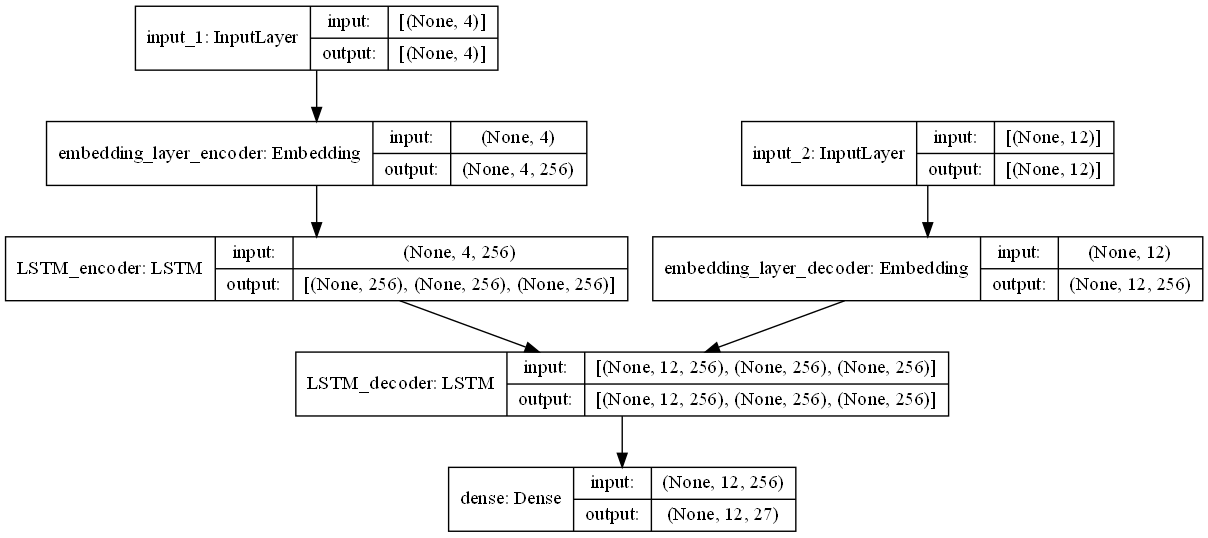 input_1: InputLayer
input: [(None, 4)]
output: [(None, 4)]
embedding_layer_encoder: Embedding
input: (None, 4)
output: (None, 4, 256)
input_2: InputLayer
input: [(None, 12)]
output: [(None, 12)]
LSTM_encoder: LSTM
input: (None, 4, 256)
output: [(None, 256), (None, 256), (None, 256)]
embedding_layer_decoder: Embedding
input: (None, 12)
output: (None, 12, 256)
LSTM_decoder: LSTM
input: [(None, 12, 256), (None, 256), (None, 256)]
output: [(None, 12, 256), (None, 256), (None, 256)]
dense: Dense
input: (None, 12, 256)
output: (None, 12, 27)